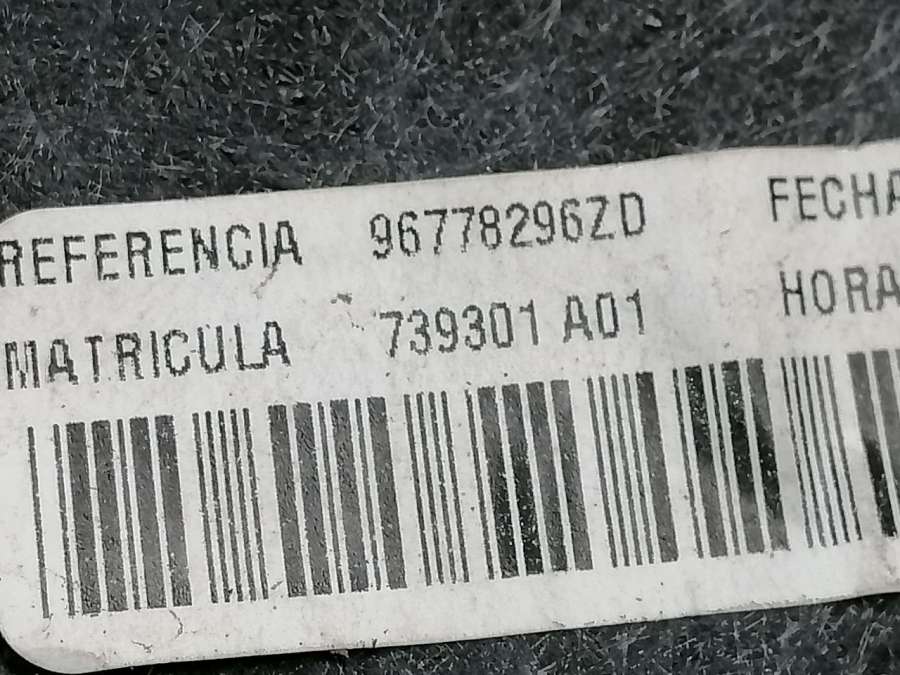 REFERENCIA 96778296ZD FECHA
MATRICULA 739301 A01 HORA